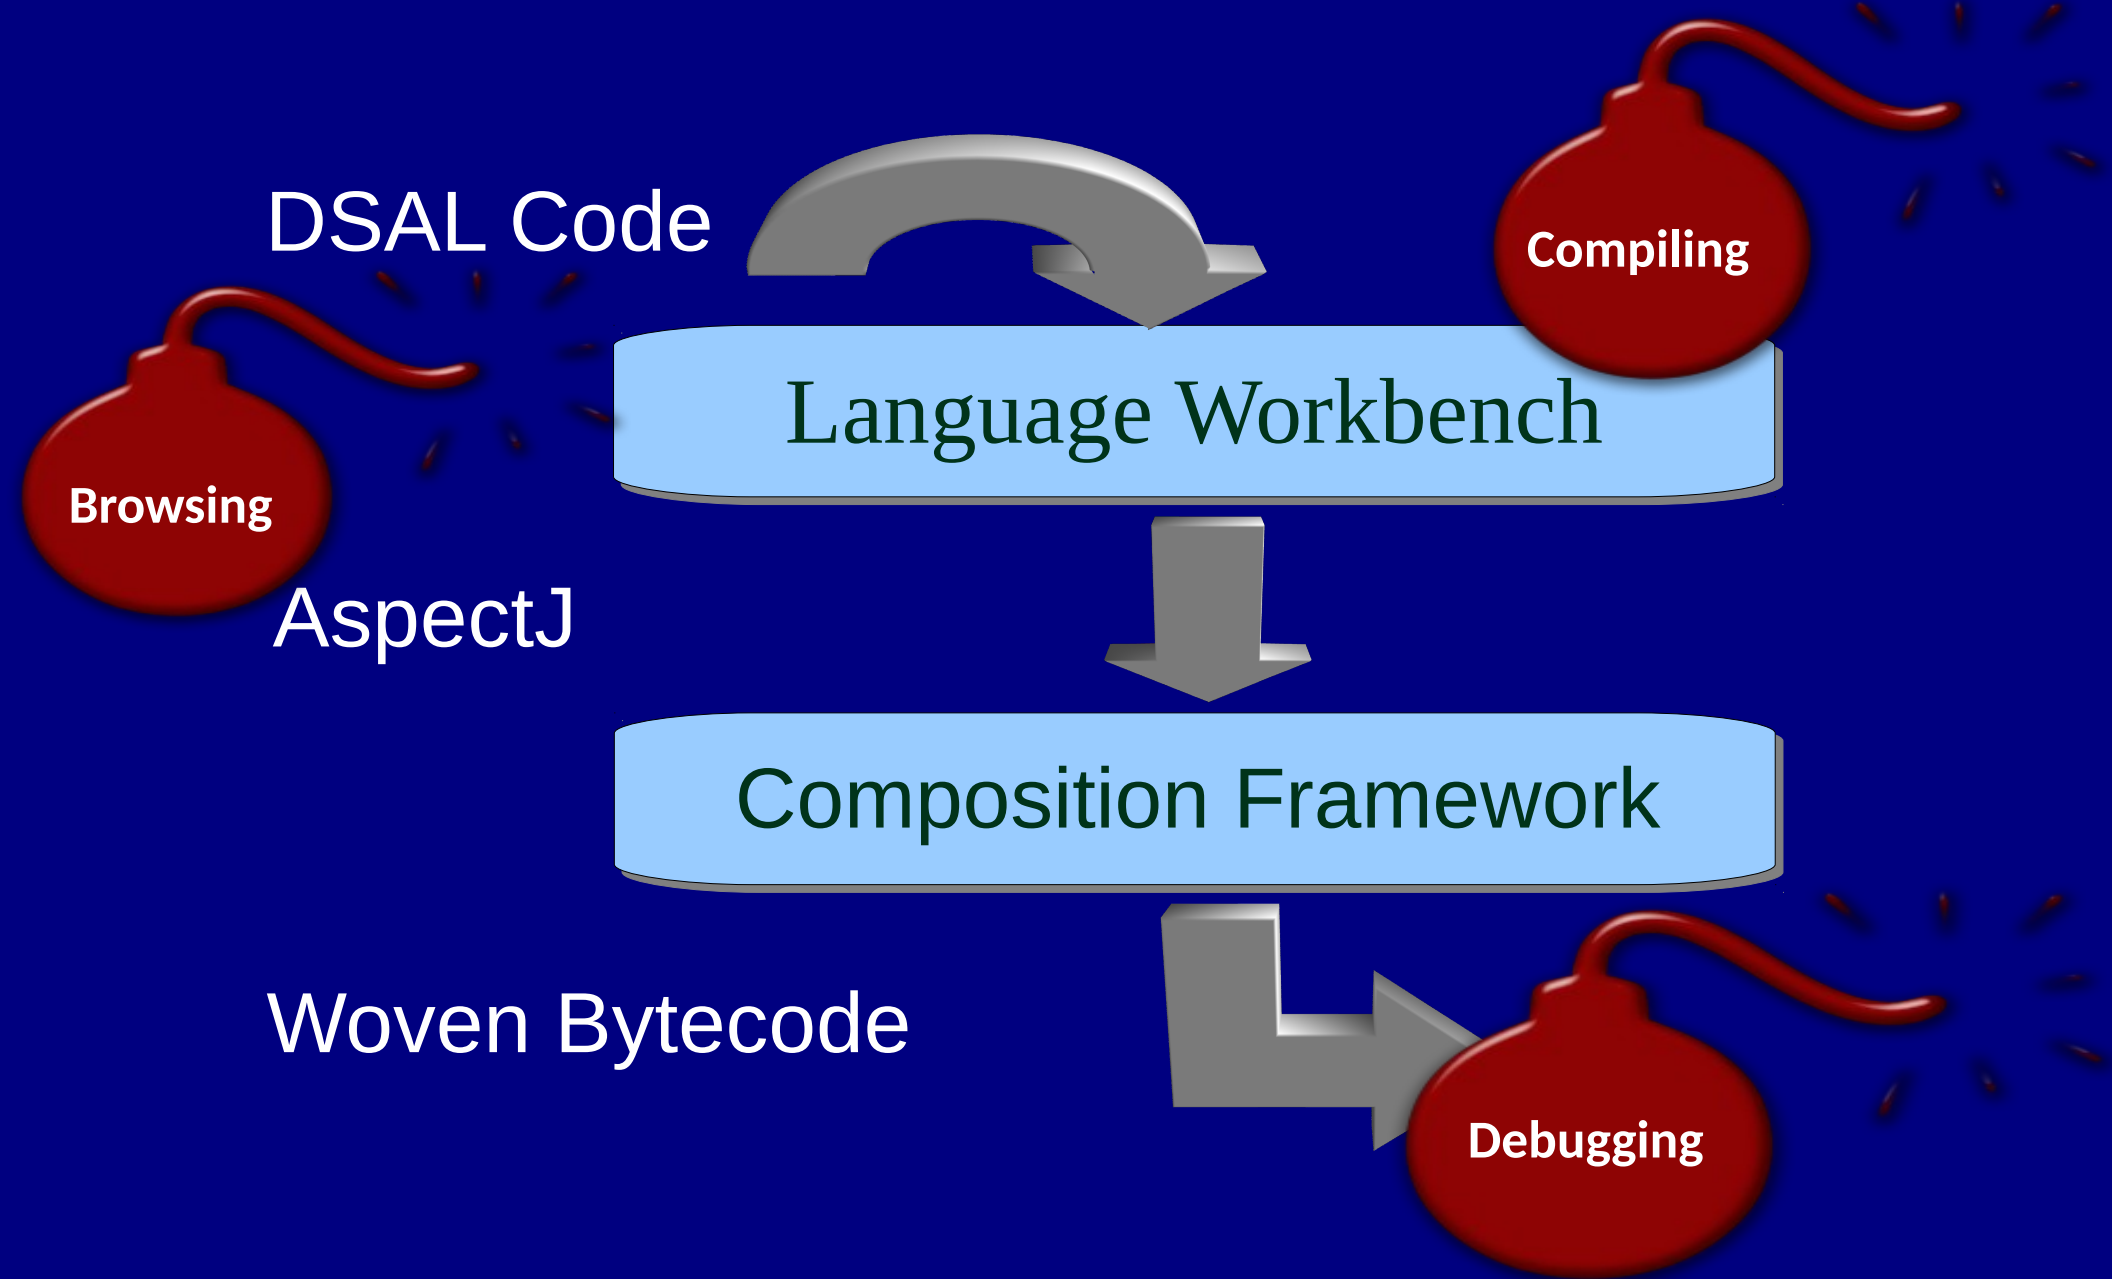 DSAL Code
Compiling
Language Workbench
Browsing
AspectJ
Composition Framework
Woven Bytecode
Debugging